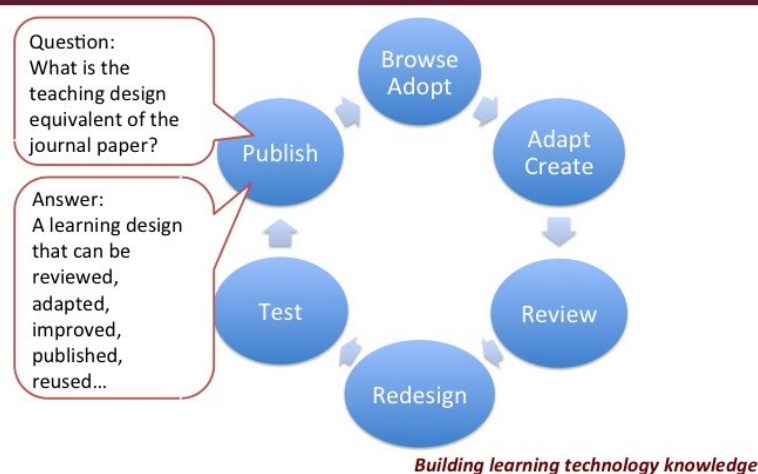 Question:
What is the
teaching design
equivalent of the
journal paper?
Answer:
A learning design
that can be
reviewed,
adapted,
improved,
published,
reused...
Browse
Adopt
Adapt
Create
Review
Redesign
Test
Publish
Building learning technology knowledge